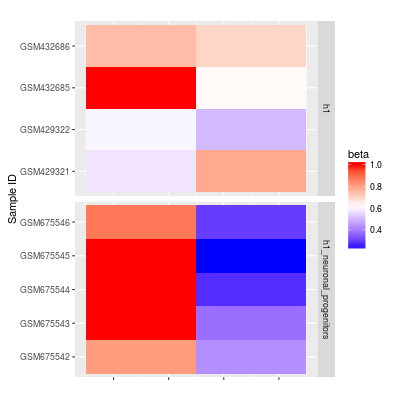 GSM432686
GSM432685
GSM429322
GSM429321
h1
GSM675546
GSM675545
GSM675544
GSM675543
GSM675542
h1_neuronal_progenitors
Sample ID
beta
1.0
0.8
0.6
0.4